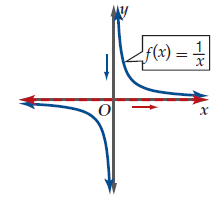 y
f(x) = 1/x
O
x